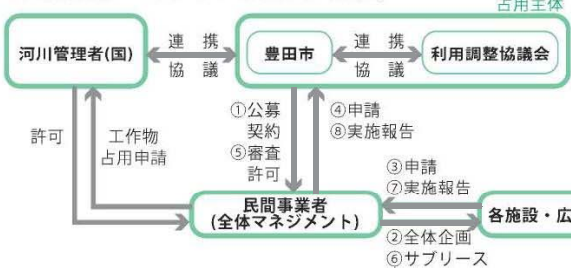 占用主体
河川管理者(国)
連 携
協 議
豊田市
連 携
協 議
利用調整協議会
許可
工作物
占用申請
①公募
契約
⑤審査
許可
④申請
⑧実施報告
③申請
⑦実施報告
民間事業者
(全体マネジメント)
各施設・広
②全体企画
⑥サブリース